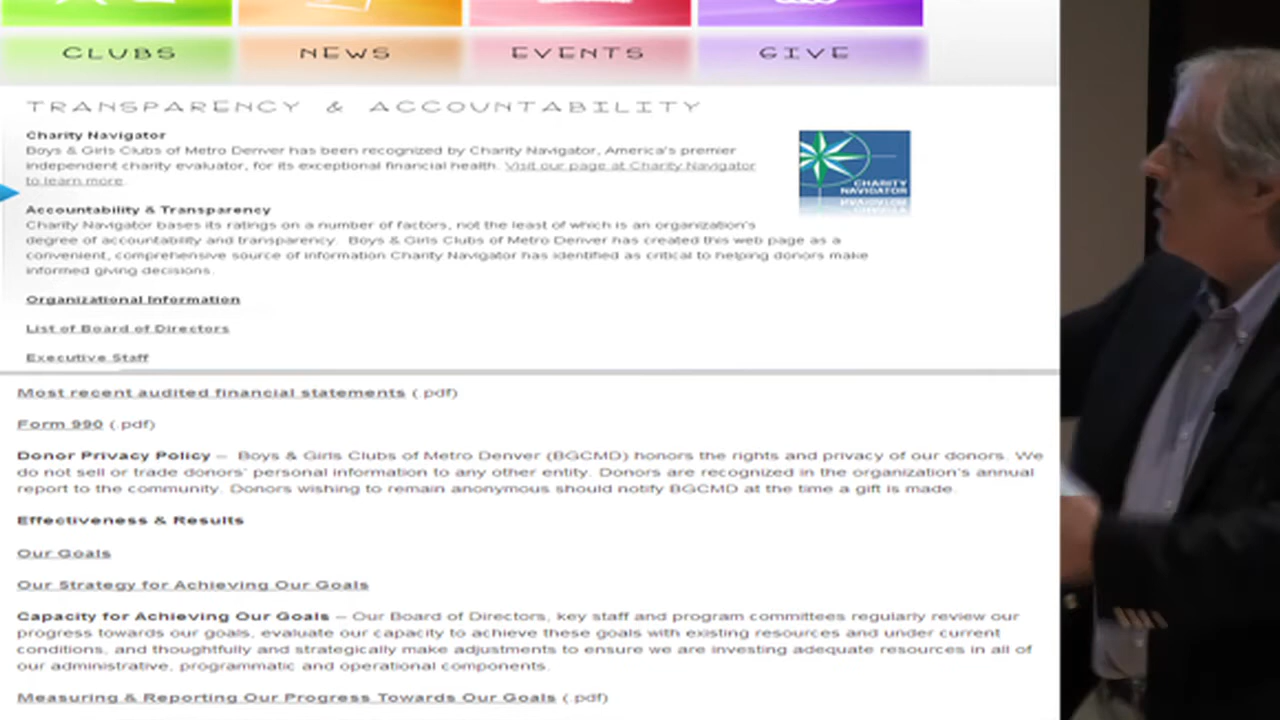 CLUBS NEWS EVENTS GIVE
TRANSPARENCY & ACCOUNTABILITY
Charity Navigator
Boys & Girls Clubs of Metro Denver has been recognized by Charity Navigator, America's premier
independent charity evaluator, for its exceptional financial health. Visit our page at Charity Navigator
to learn more.
CHARITY
NAVIGATOR
Accountability & Transparency
Charity Navigator bases its ratings on a number of factors, not the least of which is an organization's
degree of accountability and transparency. Boys & Girls Clubs of Metro Denver has created this web page as a
convenient, comprehensive source of information Charity Navigator has identified as critical to helping donors make
informed giving decisions.
Organizational Information
List of Board of Directors
Executive Staff
Most recent audited financial statements (.pdf)
Form 990 (.pdf)
Donor Privacy Policy – Boys & Girls Clubs of Metro Denver (BGCMD) honors the rights and privacy of our donors. We
do not sell or trade donors' personal information to any other entity. Donors are recognized in the organization's annual
report to the community. Donors wishing to remain anonymous should notify BGCMD at the time a gift is made.
Effectiveness & Results
Our Goals
Our Strategy for Achieving Our Goals
Capacity for Achieving Our Goals – Our Board of Directors, key staff and program committees regularly review our
progress towards our goals, evaluate our capacity to achieve these goals with existing resources and under current
conditions, and thoughtfully and strategically make adjustments to ensure we are investing adequate resources in all of
our administrative, programmatic and operational components.
Measuring & Reporting Our Progress Towards Our Goals (.pdf)